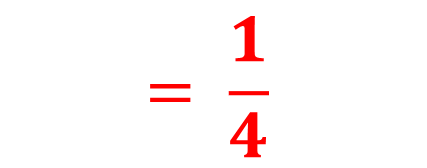 = 1/4